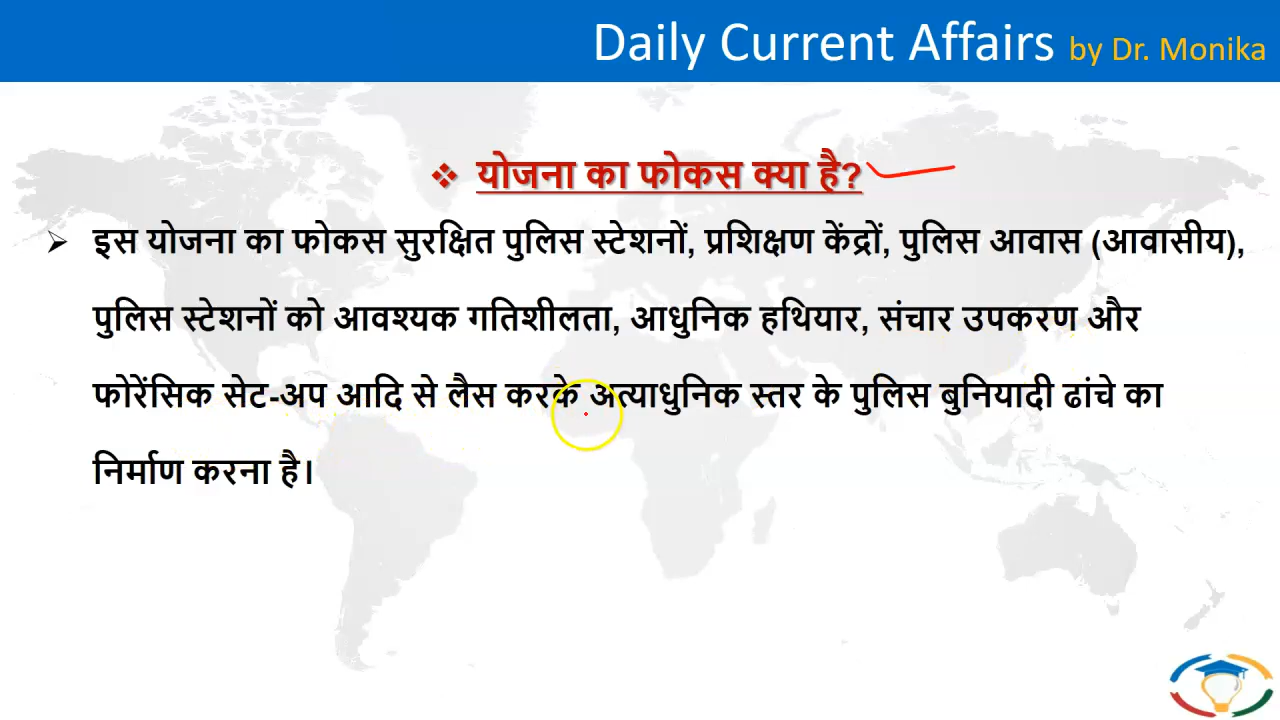 Daily Current Affairs by Dr. Monika
❖ योजना का फोकस क्या है?
➢ इस योजना का फोकस सुरक्षित पुलिस स्टेशनों, प्रशिक्षण केंद्रों, पुलिस आवास (आवासीय),
पुलिस स्टेशनों को आवश्यक गतिशीलता, आधुनिक हथियार, संचार उपकरण और
फोरेंसिक सेट-अप आदि से लैस करके अत्याधुनिक स्तर के पुलिस बुनियादी ढांचे का
निर्माण करना है।